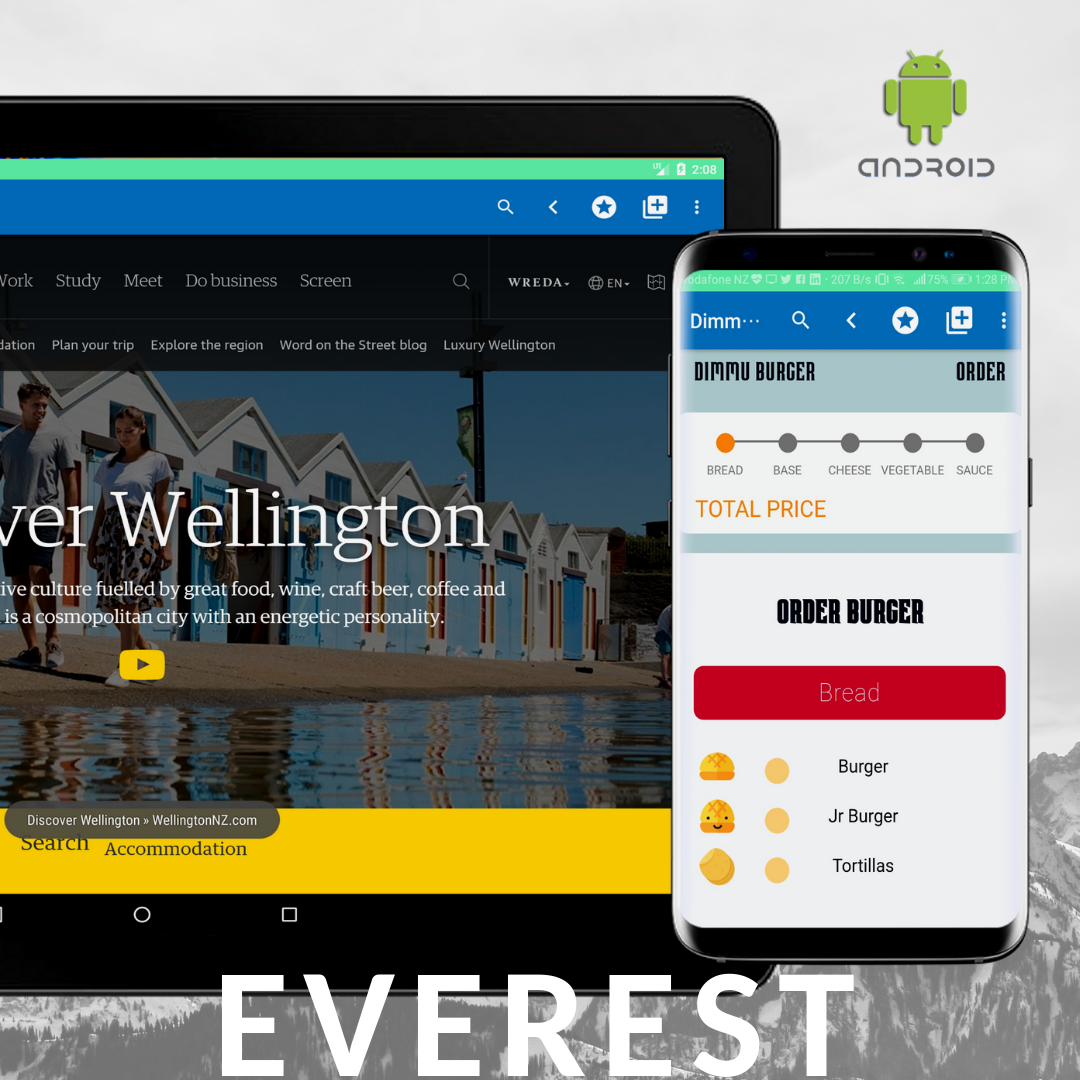 ANDROID
2:08
Work Study Meet Do business Screen
WREDA
EN
Plan your trip Explore the region Word on the Street blog Luxury Wellington
ver Wellington
ive culture fuelled by great food, wine, craft beer, coffee and
is a cosmopolitan city with an energetic personality.
Discover Wellington » WellingtonNZ.com
Search Accommodation
odafone NZ · 207 B/s 75% 1:28 PM
Dimm···
DIMMU BURGER ORDER
BREAD BASE CHEESE VEGETABLE SAUCE
TOTAL PRICE
ORDER BURGER
Bread
Burger
Jr Burger
Tortillas
EVEREST